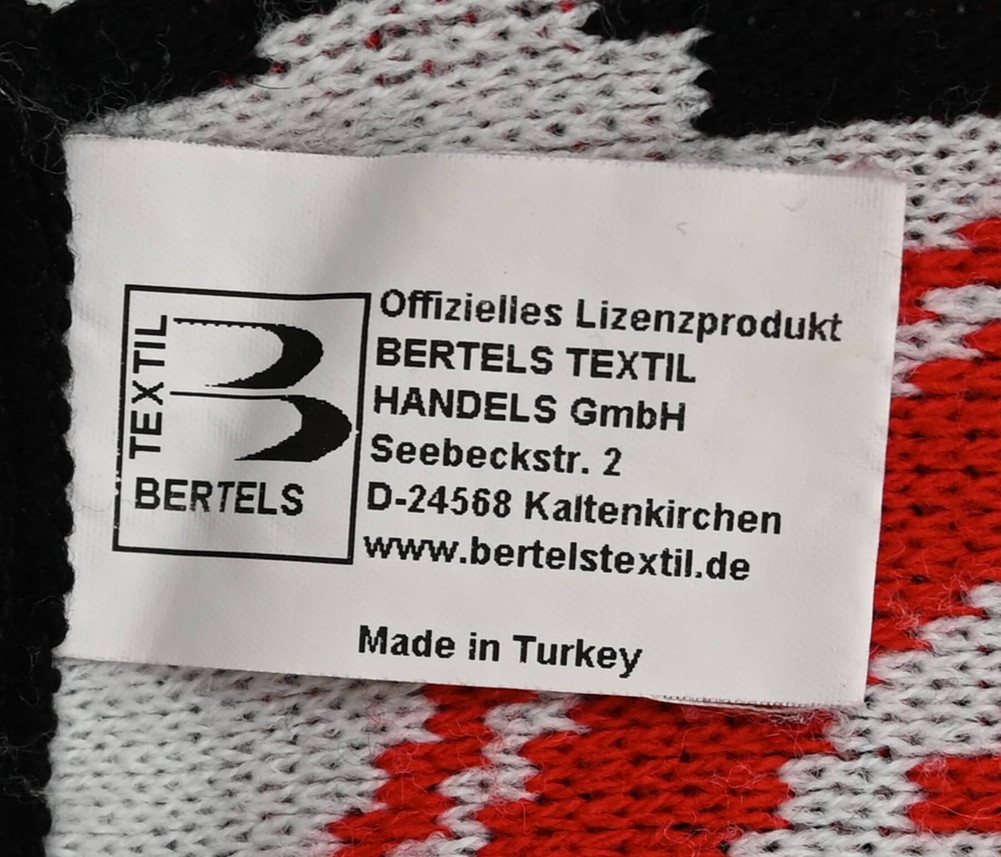 TEXTIL
BERTELS
Offizielles Lizenzprodukt
BERTELS TEXTIL
HANDELS GmbH
Seebeckstr. 2
D-24568 Kaltenkirchen
www.bertelstextil.de
Made in Turkey